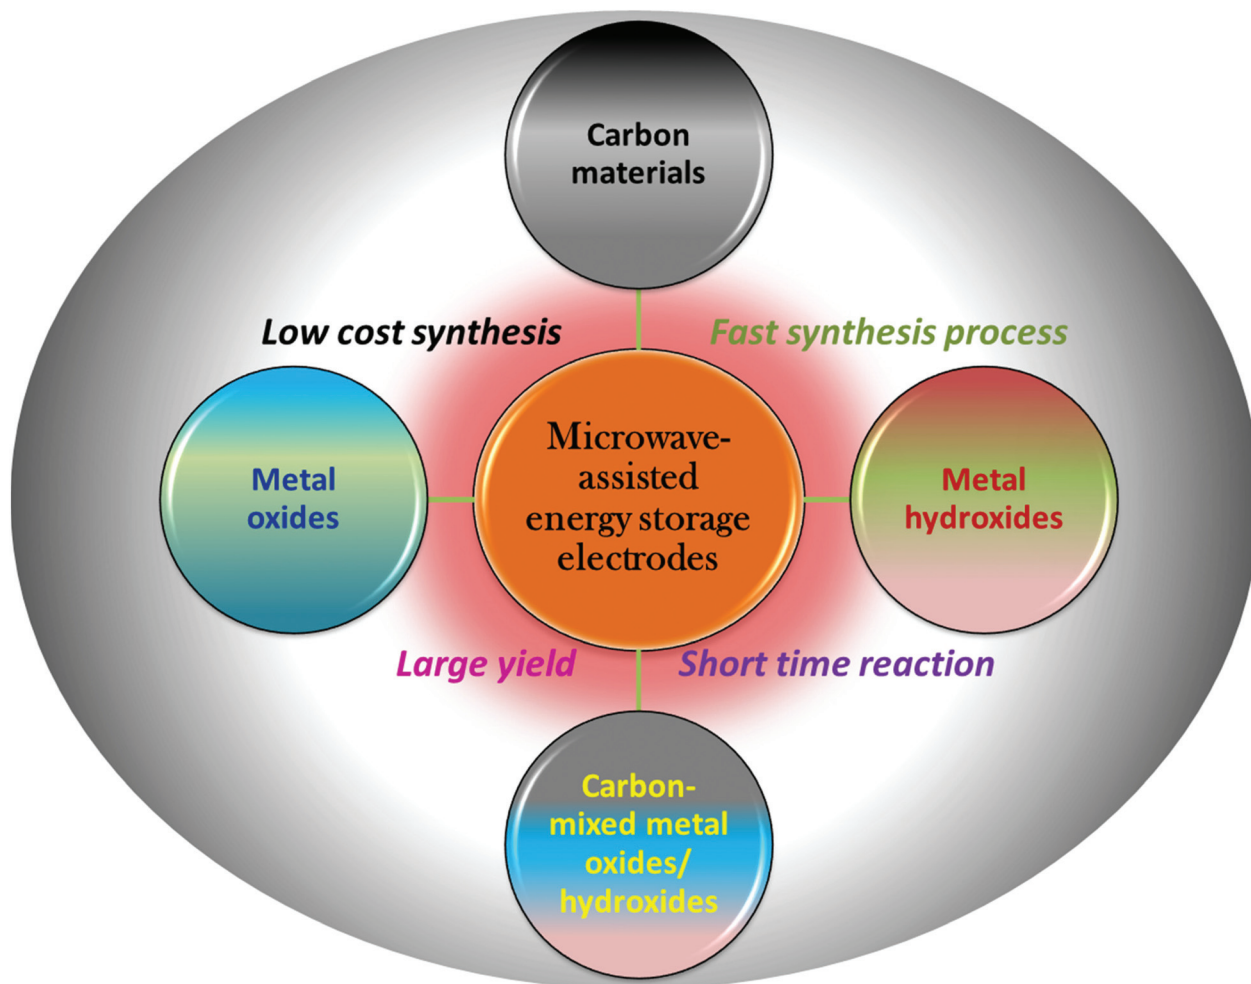 Carbon
materials
Low cost synthesis
Fast synthesis process
Metal
oxides
Microwave-
assisted
energy storage
electrodes
Metal
hydroxides
Large yield
Short time reaction
Carbon-
mixed metal
oxides/
hydroxides